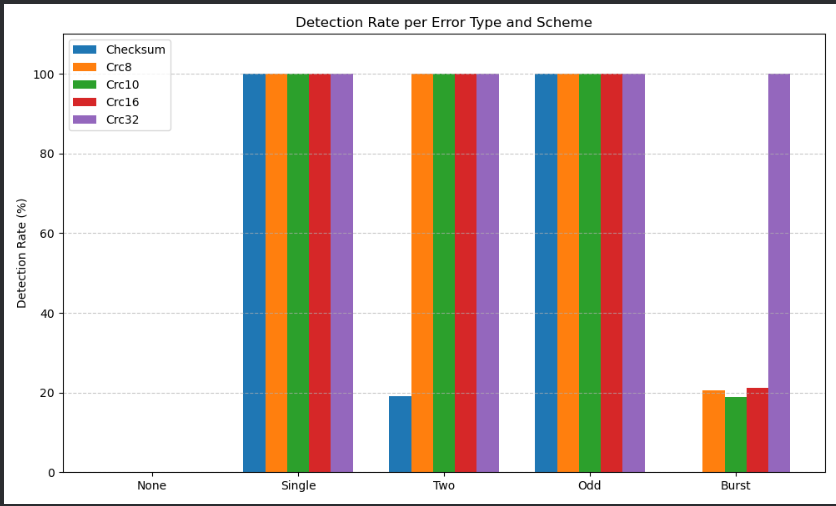 Detection Rate per Error Type and Scheme
Checksum
Crc8
Crc10
Crc16
Crc32
Detection Rate (%)
100
80
60
40
20
0
None Single Two Odd Burst